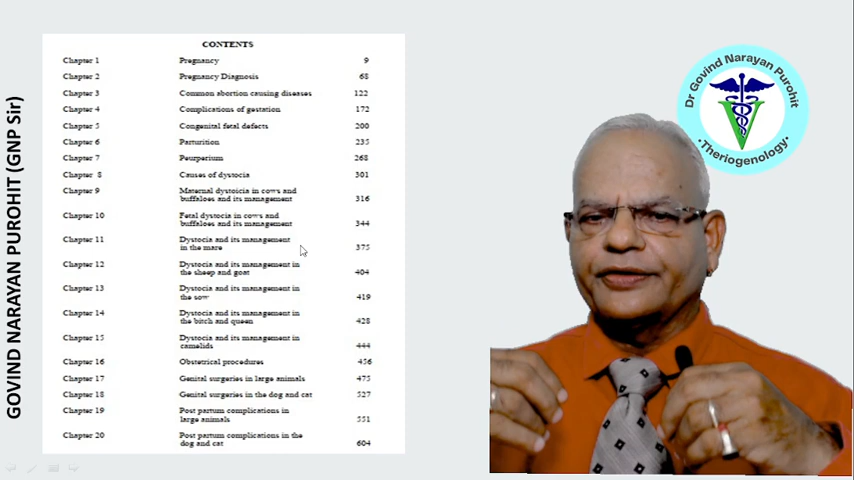 GOVIND NARAYAN PUROHIT (GNP Sir)
CONTENTS
Chapter 1 Pregnancy 9
Chapter 2 Pregnancy Diagnosis 68
Chapter 3 Common abortion causing diseases 122
Chapter 4 Complications of gestation 172
Chapter 5 Congenital fetal defects 200
Chapter 6 Parturition 235
Chapter 7 Peurperium 268
Chapter 8 Causes of dystocia 301
Chapter 9 Maternal dystoicia in cows and
buffaloes and its management 316
Chapter 10 Fetal dystocia in cows and
buffaloes and its management 344
Chapter 11 Dystocia and its management
in the mare 375
Chapter 12 Dystocia and its management in
the sheep and goat 404
Chapter 13 Dystocia and its management in
the sow 419
Chapter 14 Dystocia and its management in
the bitch and queen 428
Chapter 15 Dystocia and its management in
camelids 444
Chapter 16 Obstetrical procedures 456
Chapter 17 Genital surgeries in large animals 475
Chapter 18 Genital surgeries in the dog and cat 527
Chapter 19 Post partum complications in
large animals 551
Chapter 20 Post partum complications in the
dog and cat 604
Dr Govind Narayan Purohit
V
•Theriogenology•